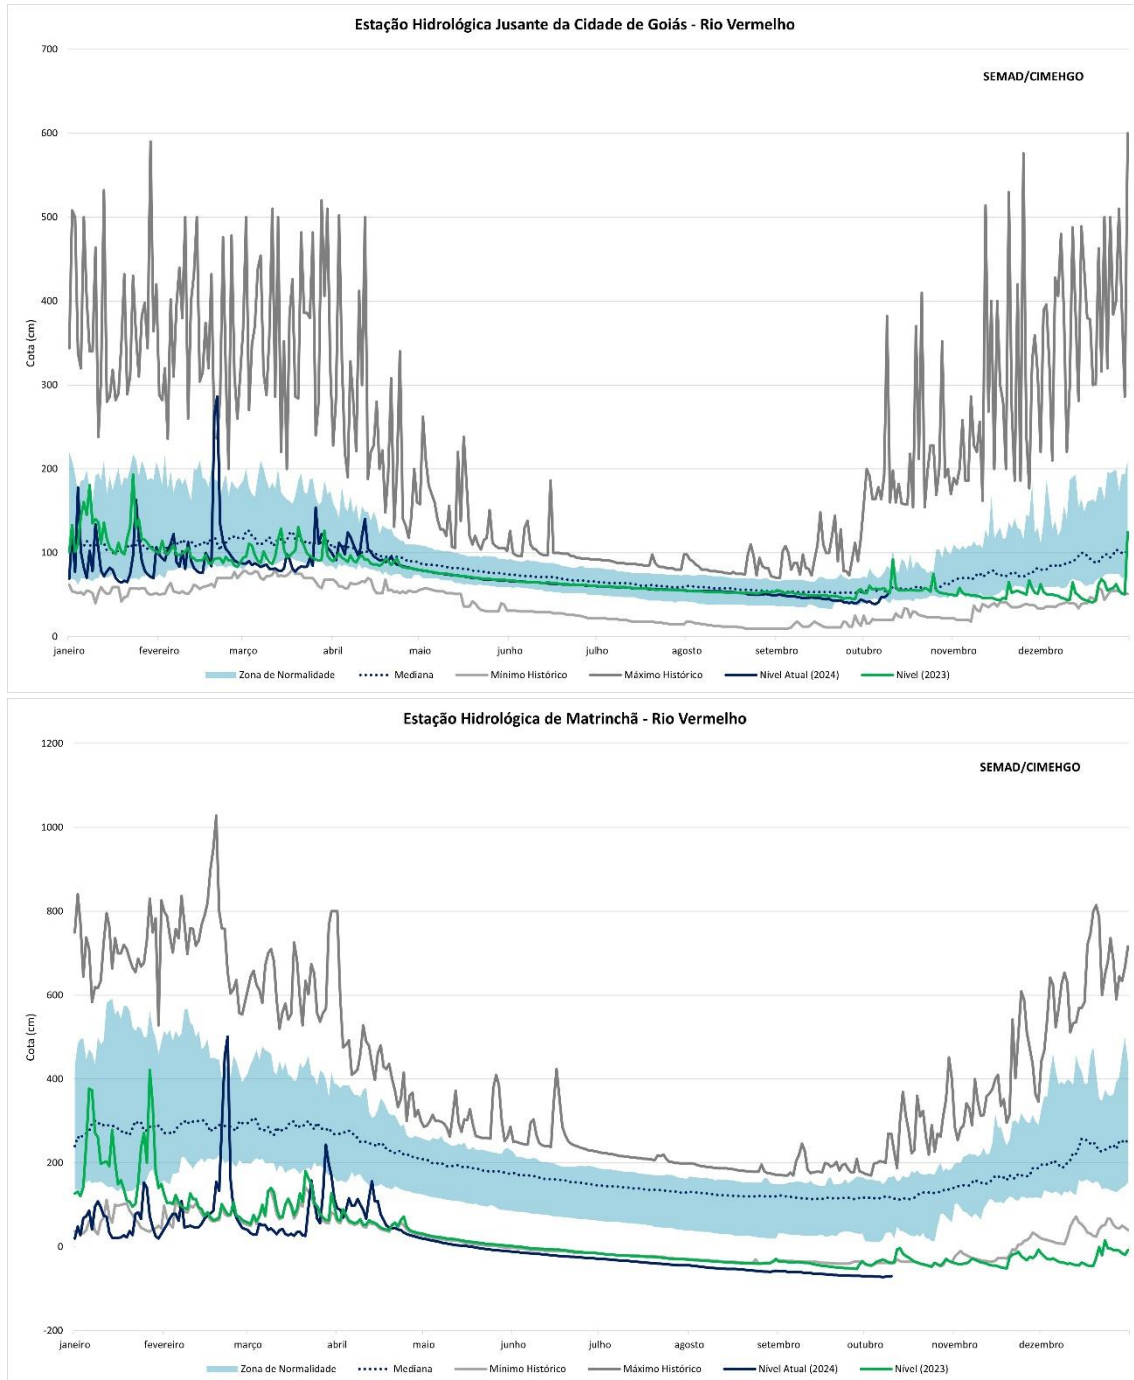 Estação Hidrológica Jusante da Cidade de Goiás - Rio Vermelho
SEMAD/CIMEHGO
Cota (cm)
700
600
500
400
300
200
100
0
janeiro fevereiro março abril maio junho julho agosto setembro outubro novembro dezembro
Zona de Normalidade Mediana Mínimo Histórico Máximo Histórico Nível Atual (2024) Nível (2023)
Estação Hidrológica de Matrinchã - Rio Vermelho
SEMAD/CIMEHGO
Cota (cm)
1200
1000
800
600
400
200
0
-200
janeiro fevereiro março abril maio junho julho agosto setembro outubro novembro dezembro
Zona de Normalidade Mediana Mínimo Histórico Máximo Histórico Nível Atual (2024) Nível (2023)